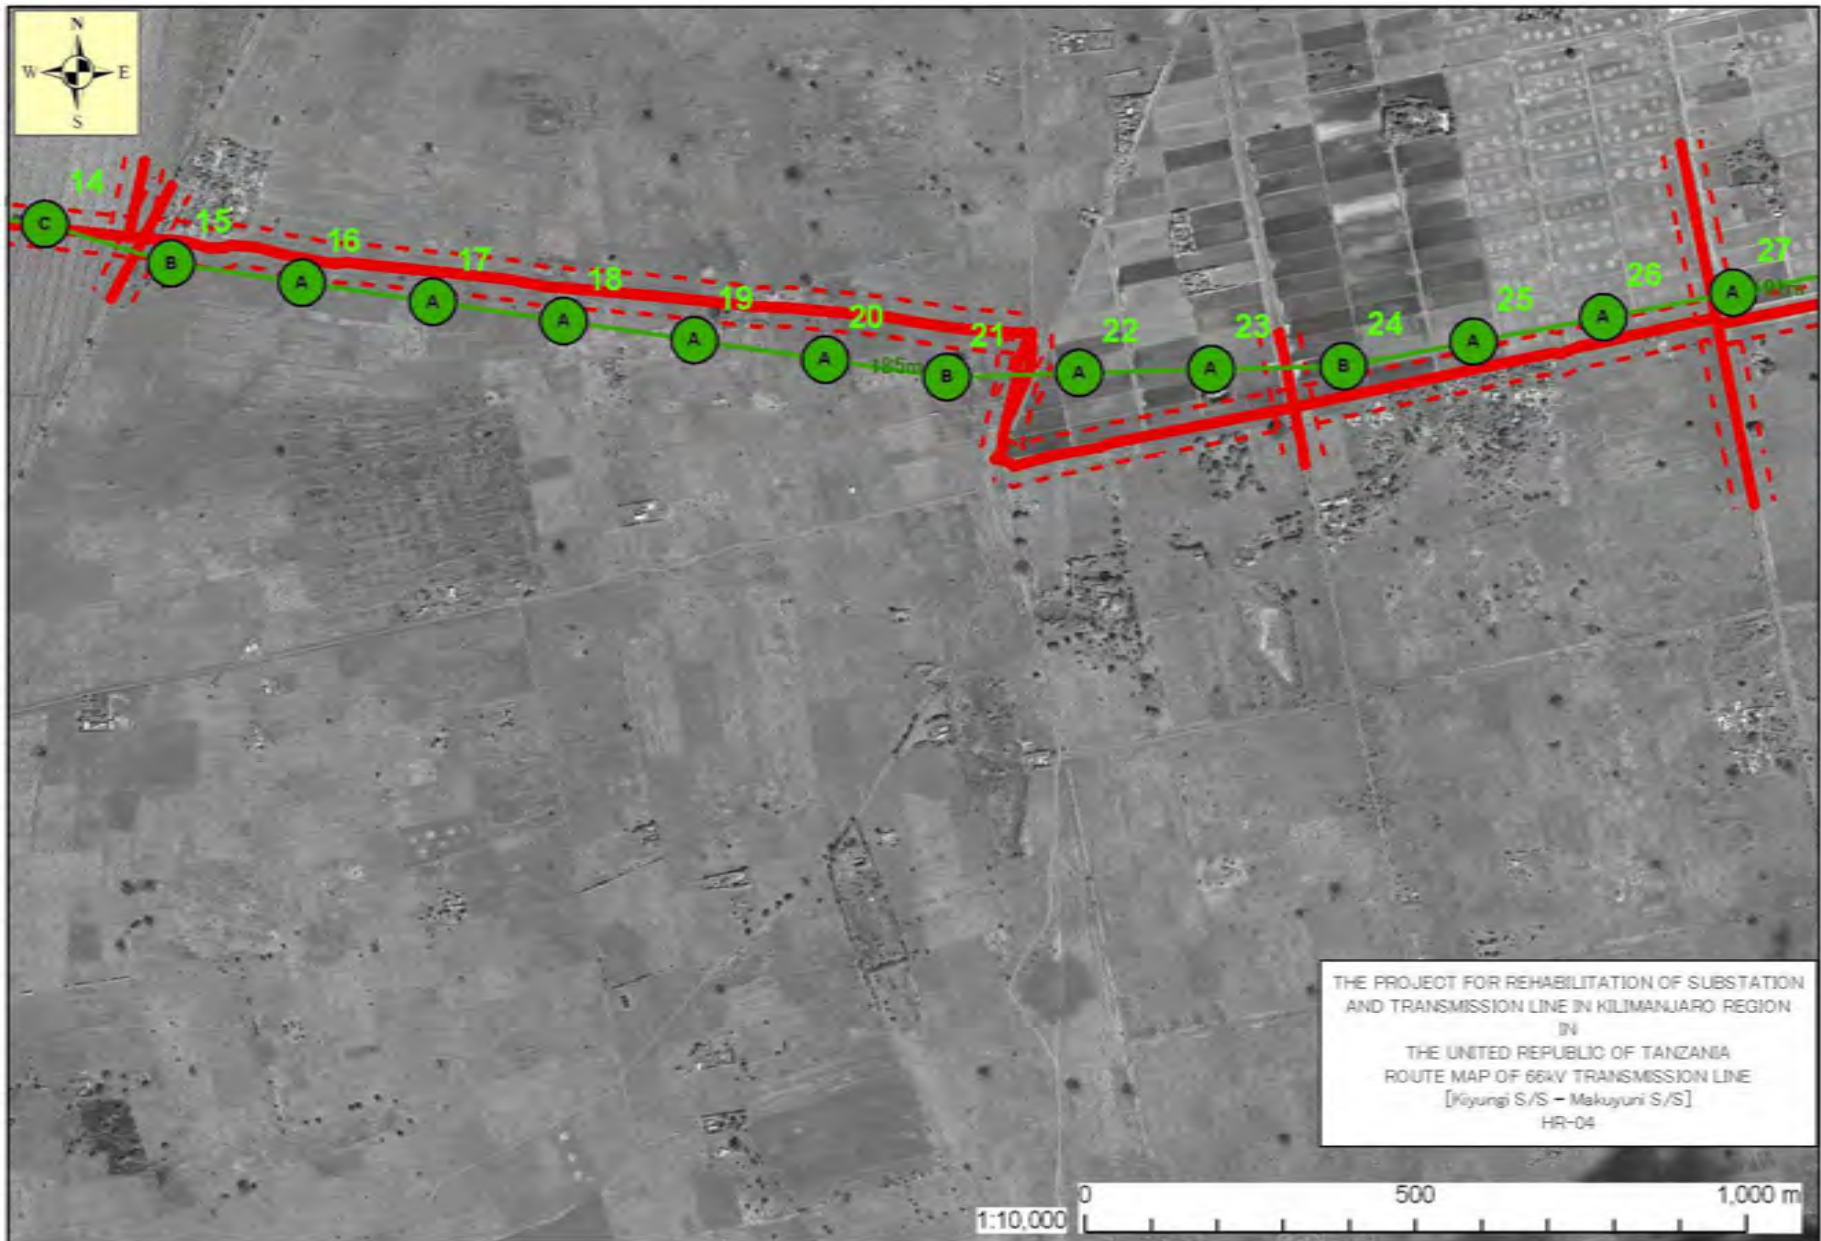 N
W E
S
14
15
16
17
18
19
20
21
22
23
24
25
26
27
C
B
A
A
A
A
A
185m
B
A
A
B
A
A
A
THE PROJECT FOR REHABILITATION OF SUBSTATION
AND TRANSMISSION LINE IN KILIMANJARO REGION
IN
THE UNITED REPUBLIC OF TANZANIA
ROUTE MAP OF 66kV TRANSMISSION LINE
[Kiyungi S/S - Makuyuni S/S]
HR-04
0 500 1,000 m
1:10,000